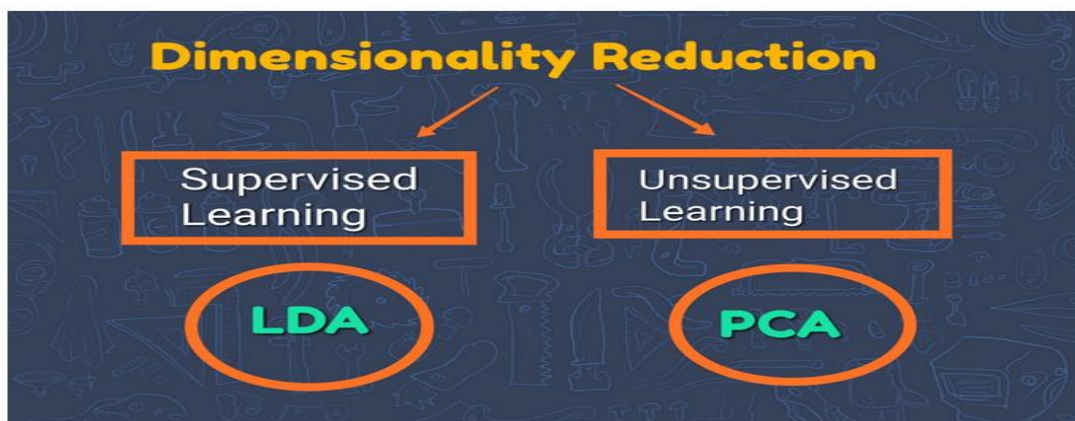 Dimensionality Reduction
Supervised
Learning
Unsupervised
Learning
LDA
PCA